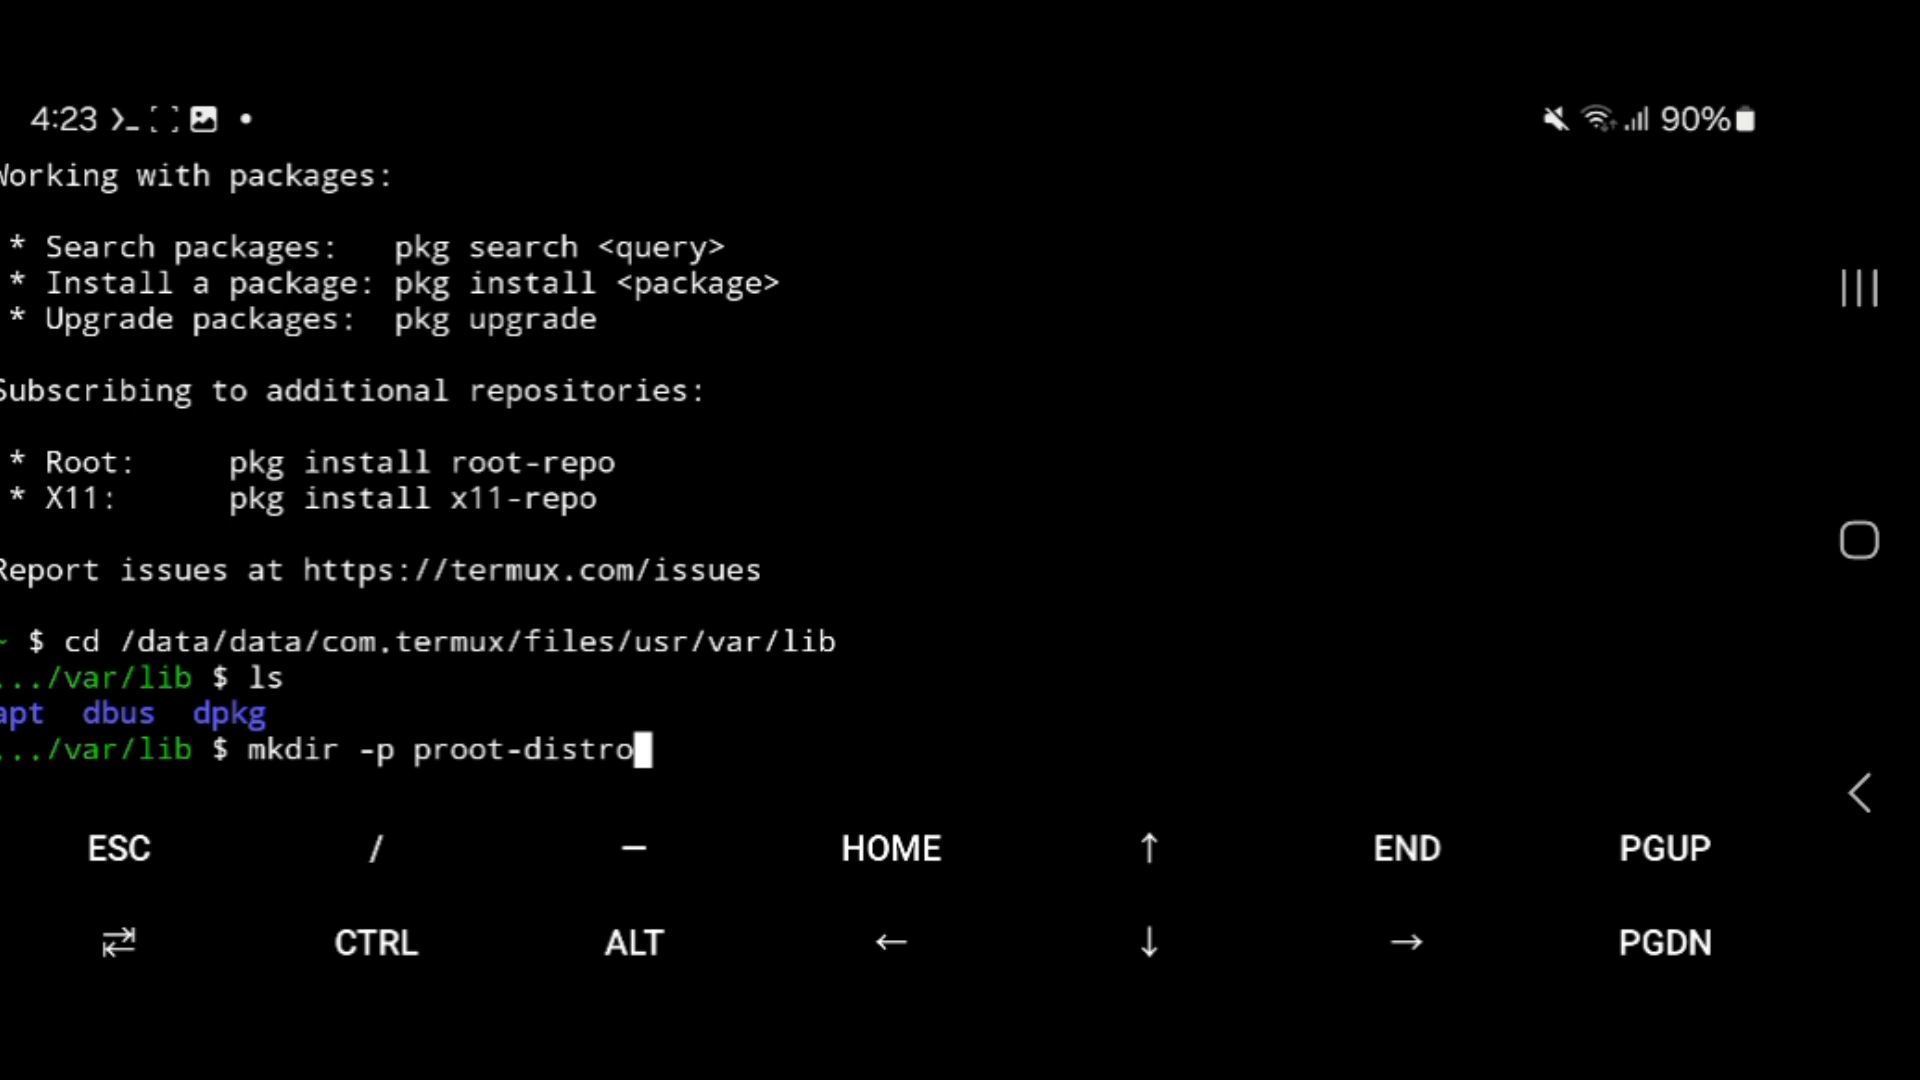 4:23 90%
Working with packages:
* Search packages: pkg search <query>
* Install a package: pkg install <package>
* Upgrade packages: pkg upgrade
Subscribing to additional repositories:
* Root: pkg install root-repo
* X11: pkg install x11-repo
Report issues at https://termux.com/issues
~ $ cd /data/data/com.termux/files/usr/var/lib
.../var/lib $ ls
apt dbus dpkg
.../var/lib $ mkdir -p proot-distro
ESC / — HOME ↑ END PGUP
⇄ CTRL ALT ← ↓ → PGDN